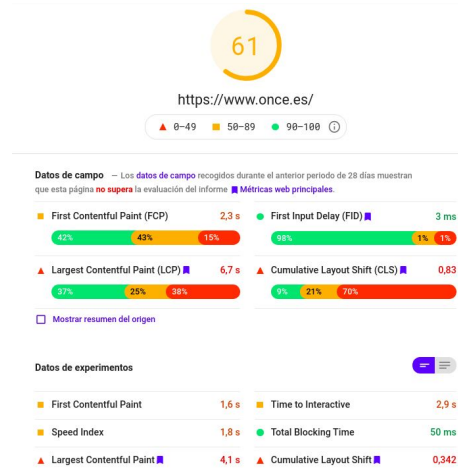 61
https://www.once.es/
0–49 50–89 90–100
Datos de campo — Los datos de campo recogidos durante el anterior periodo de 28 días muestran
que esta página no supera la evaluación del informe Métricas web principales.
First Contentful Paint (FCP) 2,3 s
42% 43% 15%
First Input Delay (FID) 3 ms
98% 1% 1%
Largest Contentful Paint (LCP) 6,7 s
37% 25% 38%
Cumulative Layout Shift (CLS) 0,83
9% 21% 70%
Mostrar resumen del origen
Datos de experimentos
First Contentful Paint 1,6 s
Time to Interactive 2,9 s
Speed Index 1,8 s
Total Blocking Time 50 ms
Largest Contentful Paint 4,1 s
Cumulative Layout Shift 0,342